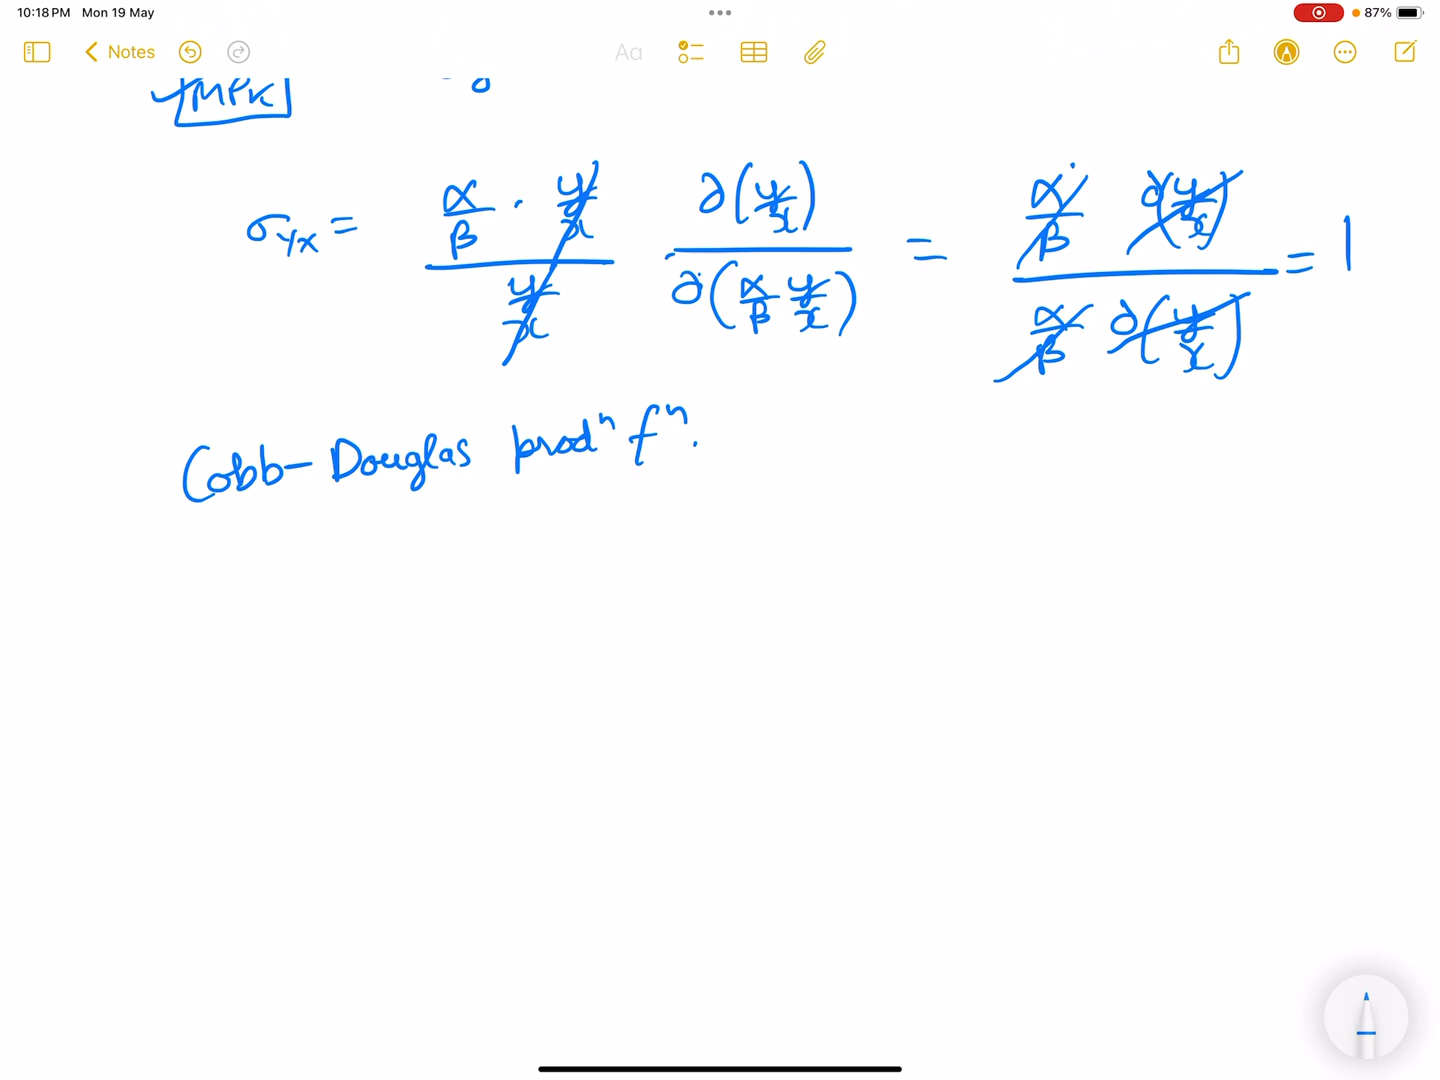 10:18 PM Mon 19 May 87%
Notes Aa
MPK
σyx = α/β · y/x / y/x ∂(y/x) / ∂(α/β y/x) = α/β ∂(y/x) / α/β ∂(y/x) = 1
Cobb-Douglas prodⁿ fⁿ.